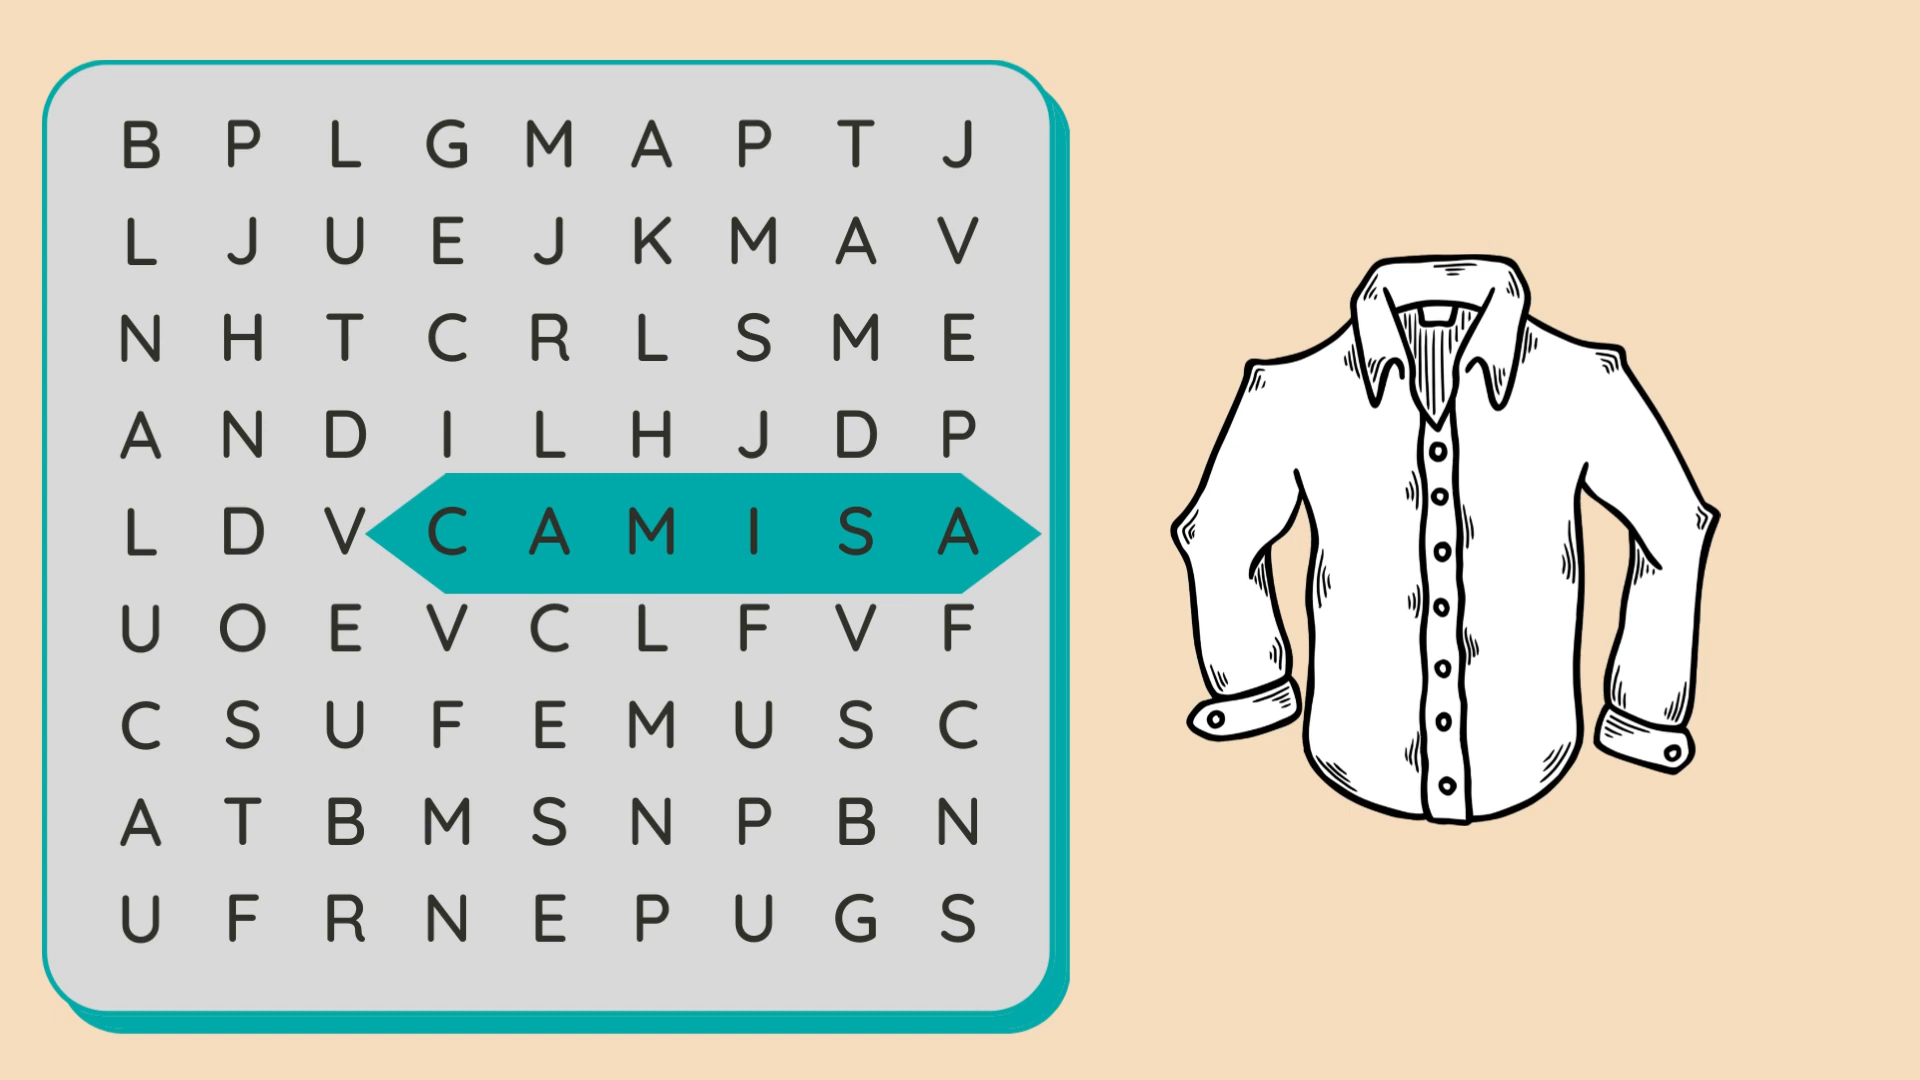 B P L G M A P T J
L J U E J K M A V
N H T C R L S M E
A N D I L H J D P
L D V C A M I S A
U O E V C L F V F
C S U F E M U S C
A T B M S N P B N
U F R N E P U G S